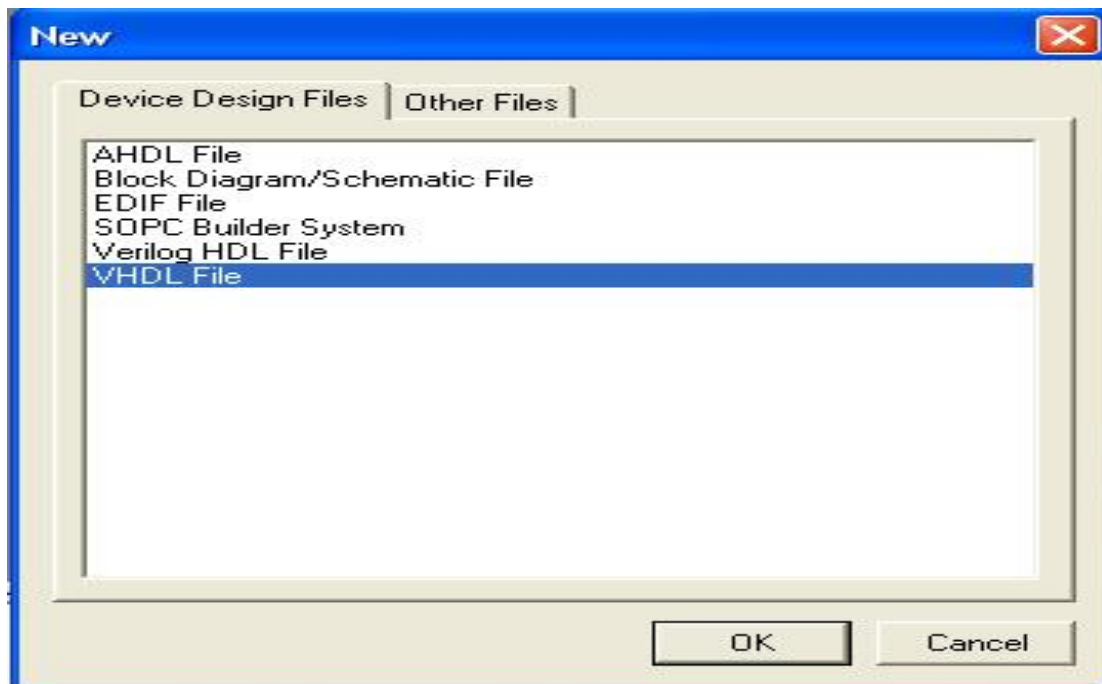 New
Device Design Files Other Files
AHDL File
Block Diagram/Schematic File
EDIF File
SOPC Builder System
Verilog HDL File
VHDL File
OK Cancel